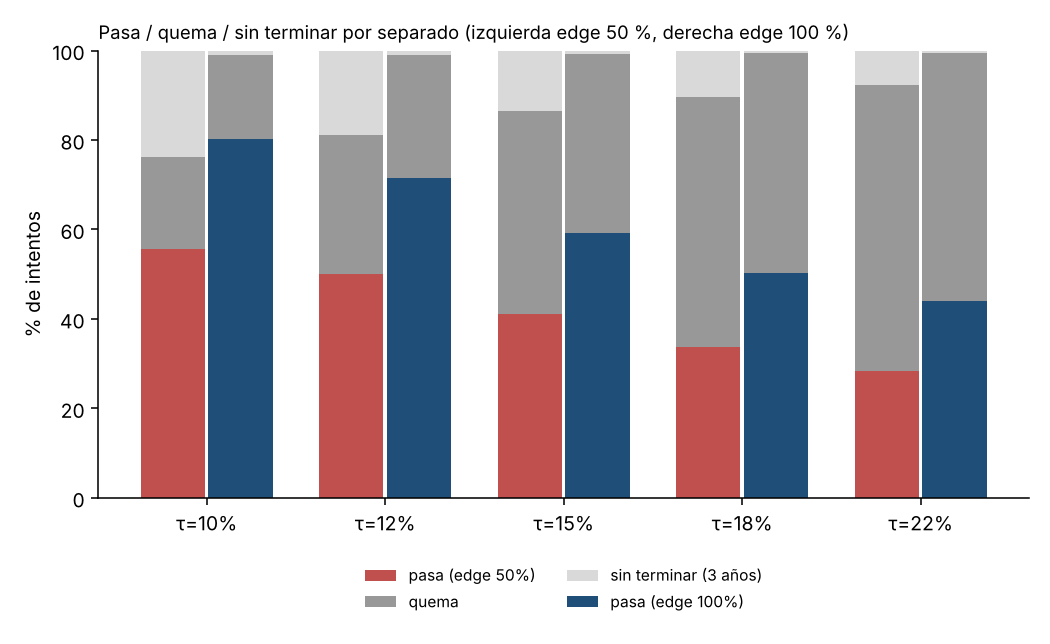 Pasa / quema / sin terminar por separado (izquierda edge 50 %, derecha edge 100 %)
% de intentos
100
80
60
40
20
0
τ=10%
τ=12%
τ=15%
τ=18%
τ=22%
pasa (edge 50%)
quema
sin terminar (3 años)
pasa (edge 100%)